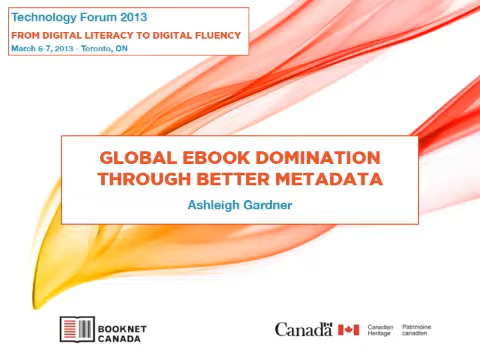 Technology Forum 2013
FROM DIGITAL LITERACY TO DIGITAL FLUENCY
March 6-7, 2013 - Toronto, ON
GLOBAL EBOOK DOMINATION
THROUGH BETTER METADATA
Ashleigh Gardner
BOOKNET
CANADA
Canada
Canadian
Heritage
Patrimoine
canadien